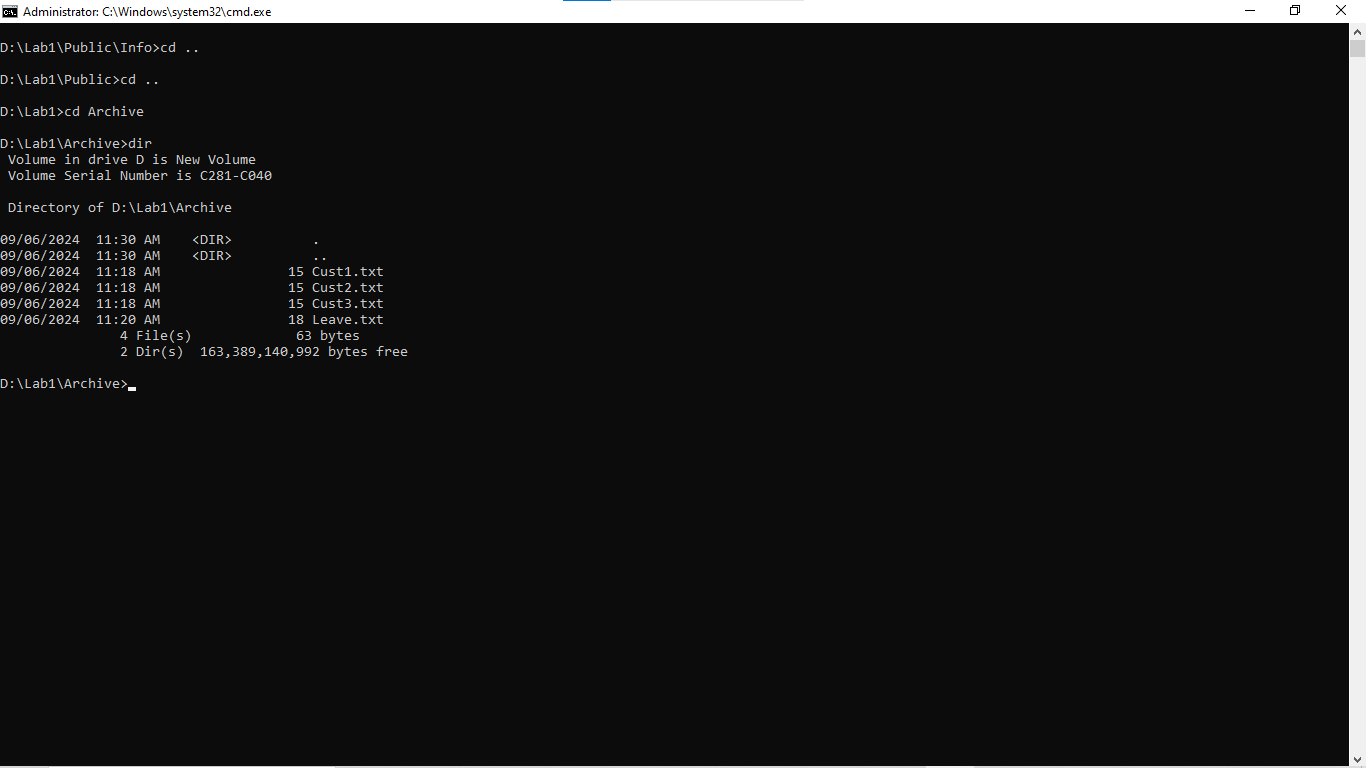 Administrator: C:\Windows\system32\cmd.exe
D:\Lab1\Public\Info>cd ..
D:\Lab1\Public>cd ..
D:\Lab1>cd Archive
D:\Lab1\Archive>dir
 Volume in drive D is New Volume
 Volume Serial Number is C281-C040
 Directory of D:\Lab1\Archive
09/06/2024  11:30 AM    <DIR>          .
09/06/2024  11:30 AM    <DIR>          ..
09/06/2024  11:18 AM                15 Cust1.txt
09/06/2024  11:18 AM                15 Cust2.txt
09/06/2024  11:18 AM                15 Cust3.txt
09/06/2024  11:20 AM                18 Leave.txt
               4 File(s)             63 bytes
               2 Dir(s)  163,389,140,992 bytes free
D:\Lab1\Archive>